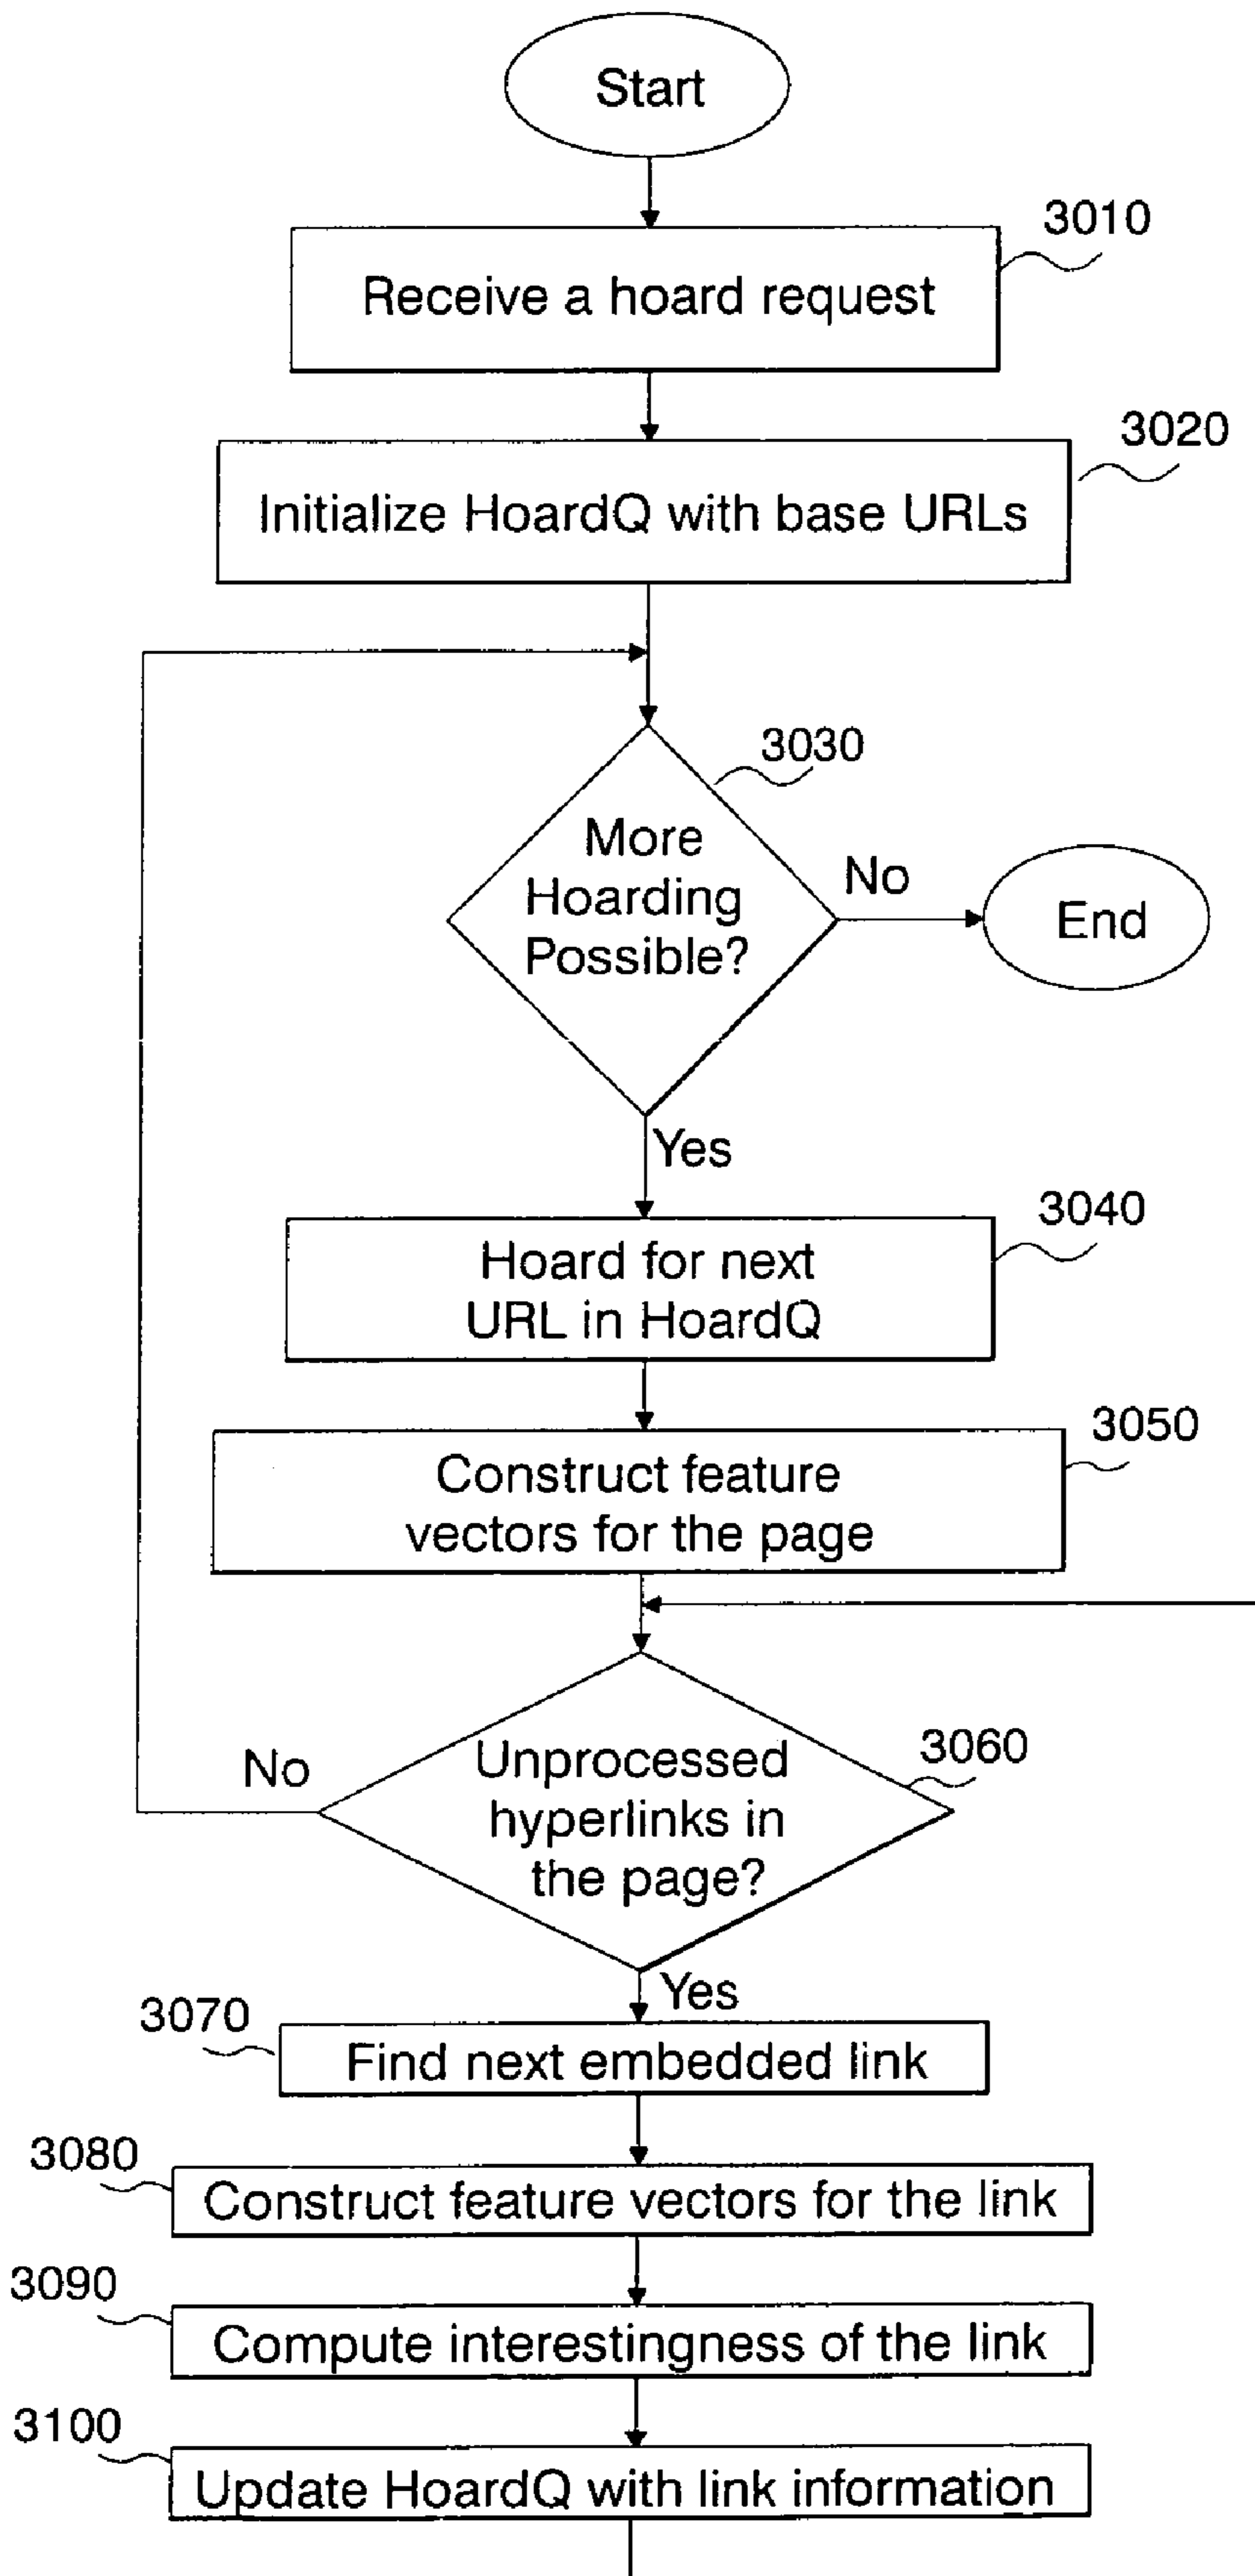 Start
3010
Receive a hoard request
3020
Initialize HoardQ with base URLs
3030
More
Hoarding
Possible?
No
End
Yes
3040
Hoard for next
URL in HoardQ
3050
Construct feature
vectors for the page
3060
Unprocessed
hyperlinks in
the page?
No
Yes
3070
Find next embedded link
3080
Construct feature vectors for the link
3090
Compute interestingness of the link
3100
Update HoardQ with link information